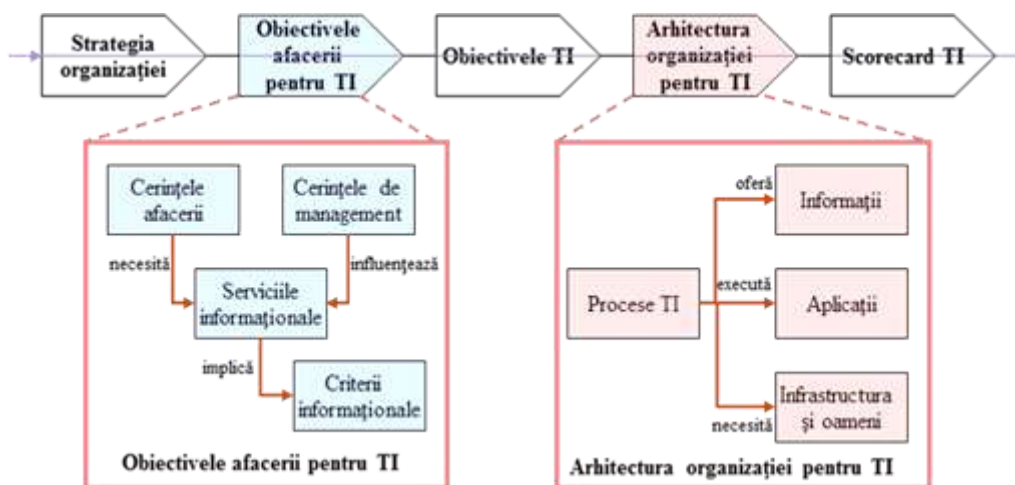 Strategia
organizației
Obiectivele
afacerii
pentru TI
Obiectivele TI
Arhitectura
organizației
pentru TI
Scorecard TI
Cerințele
afacerii
Cerințele de
management
necesită
influențează
Serviciile
informaționale
implică
Criterii
informaționale
Obiectivele afacerii pentru TI
oferă
Informații
Procese TI
execută
Aplicații
necesită
Infrastructura
și oameni
Arhitectura organizației pentru TI